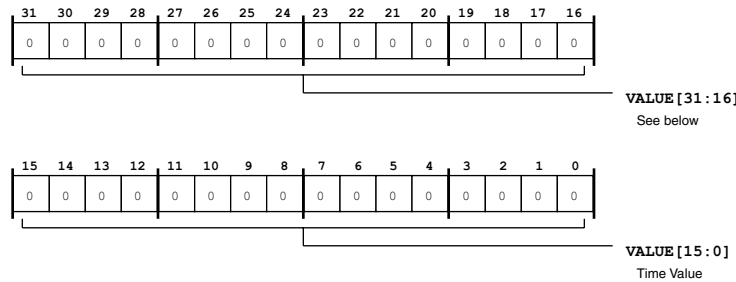 31 30 29 28 27 26 25 24 23 22 21 20 19 18 17 16
0 0 0 0 0 0 0 0 0 0 0 0 0 0 0 0
VALUE[31:16]
See below
15 14 13 12 11 10 9 8 7 6 5 4 3 2 1 0
0 0 0 0 0 0 0 0 0 0 0 0 0 0 0 0
VALUE[15:0]
Time Value